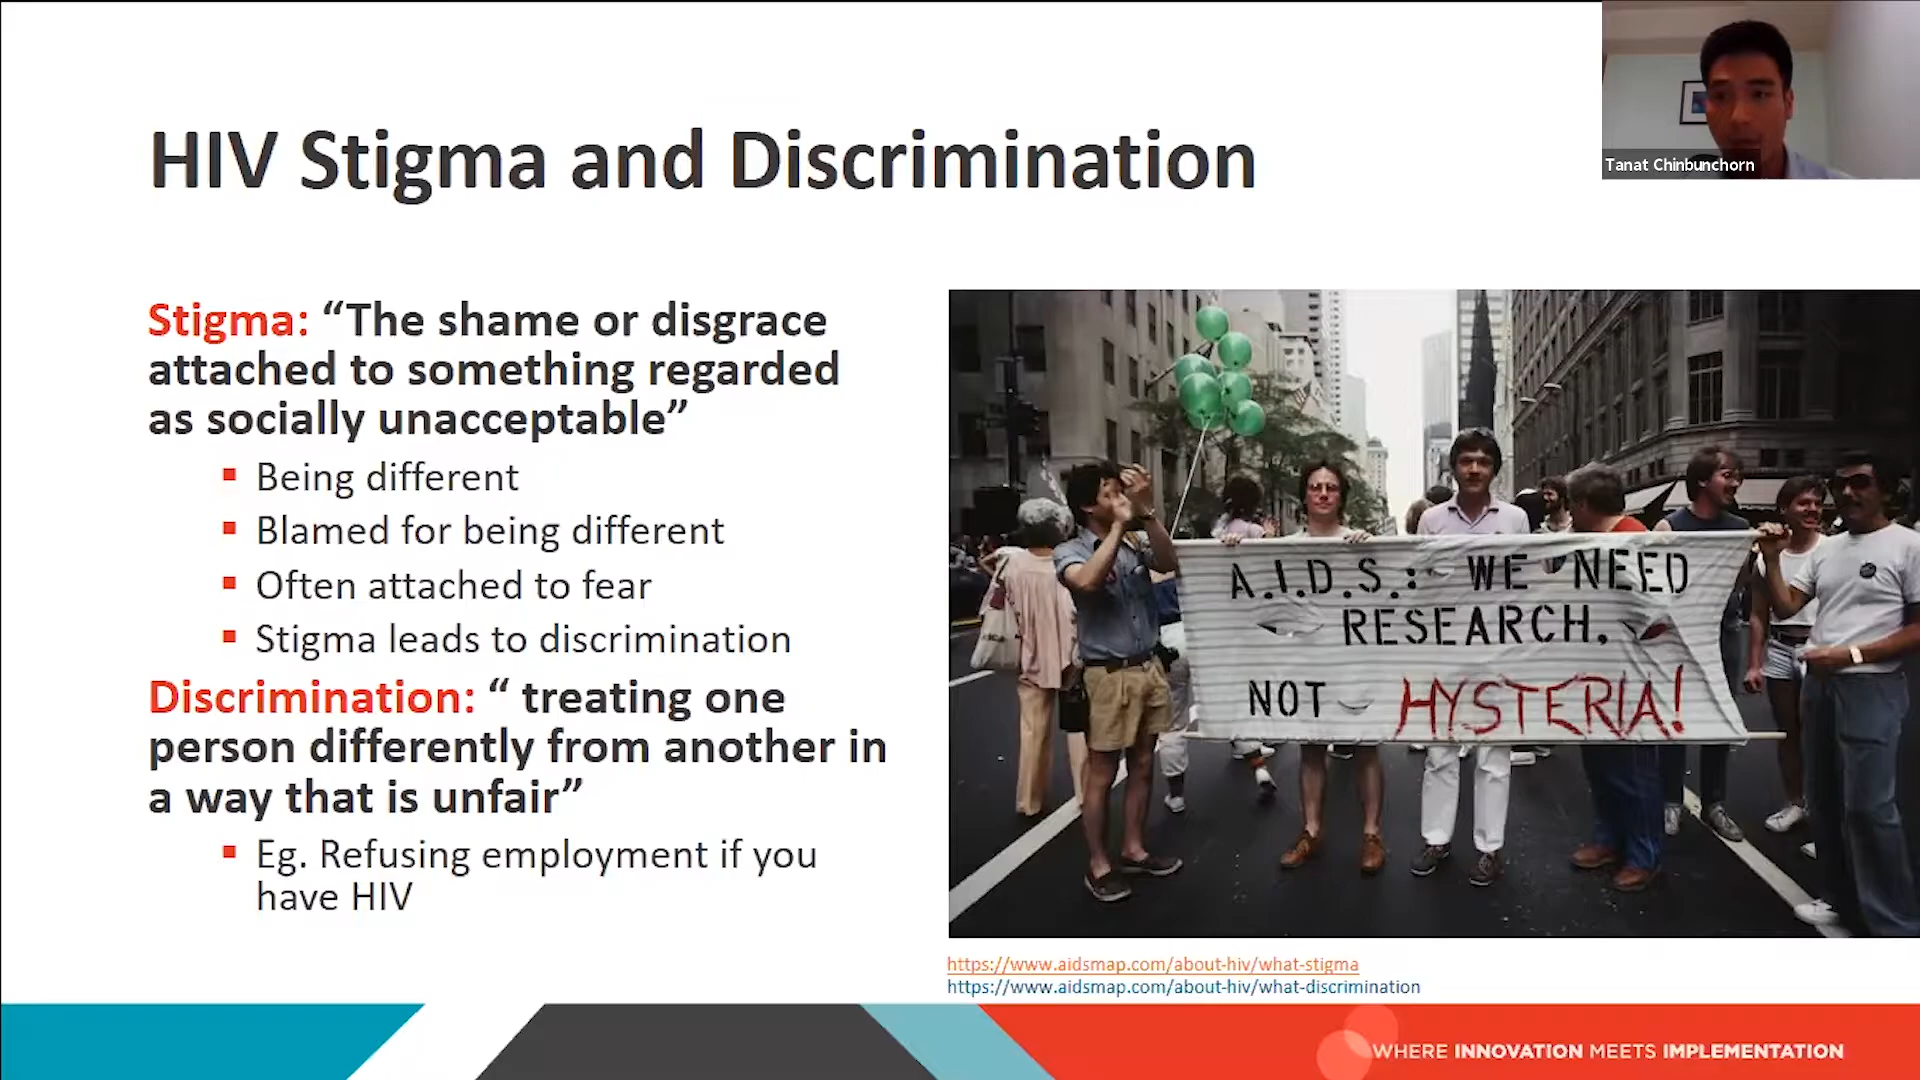 Tanat Chinbunchorn
HIV Stigma and Discrimination
Stigma: “The shame or disgrace
attached to something regarded
as socially unacceptable”
Being different
Blamed for being different
Often attached to fear
Stigma leads to discrimination
Discrimination: “ treating one
person differently from another in
a way that is unfair”
Eg. Refusing employment if you
have HIV
A.I.D.S.: WE NEED
RESEARCH,
NOT HYSTERIA!
https://www.aidsmap.com/about-hiv/what-stigma
https://www.aidsmap.com/about-hiv/what-discrimination
WHERE INNOVATION MEETS IMPLEMENTATION